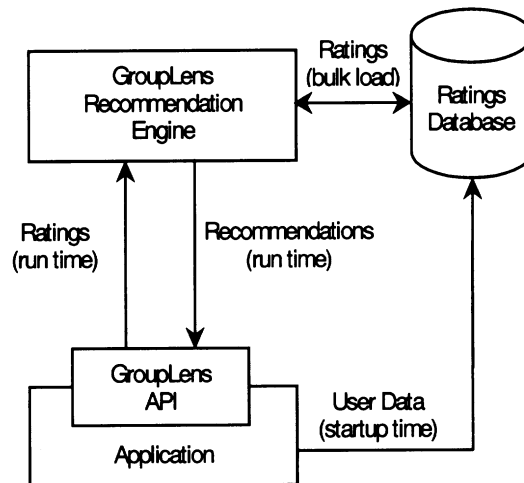 GroupLens
Recommendation
Engine
Ratings
(bulk load)
Ratings
Database
Ratings
(run time)
Recommendations
(run time)
GroupLens
API
Application
User Data
(startup time)